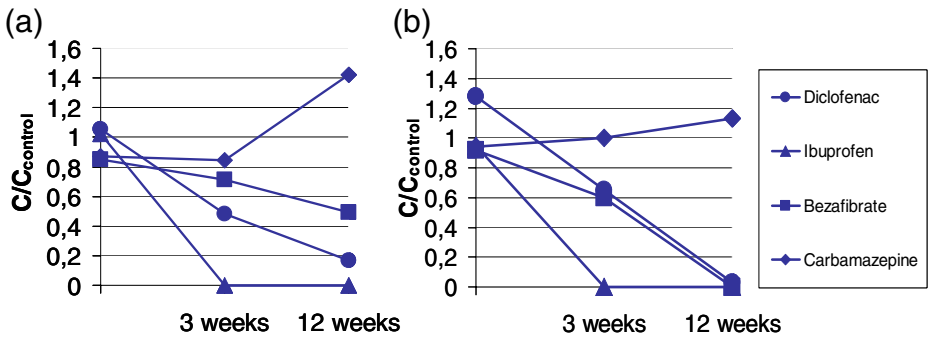 (a)
1,6
1,4
1,2
1
0,8
0,6
0,4
0,2
0
C/Ccontrol
3 weeks 12 weeks
(b)
1,6
1,4
1,2
1
0,8
0,6
0,4
0,2
0
C/Ccontrol
3 weeks 12 weeks
Diclofenac
Ibuprofen
Bezafibrate
Carbamazepine